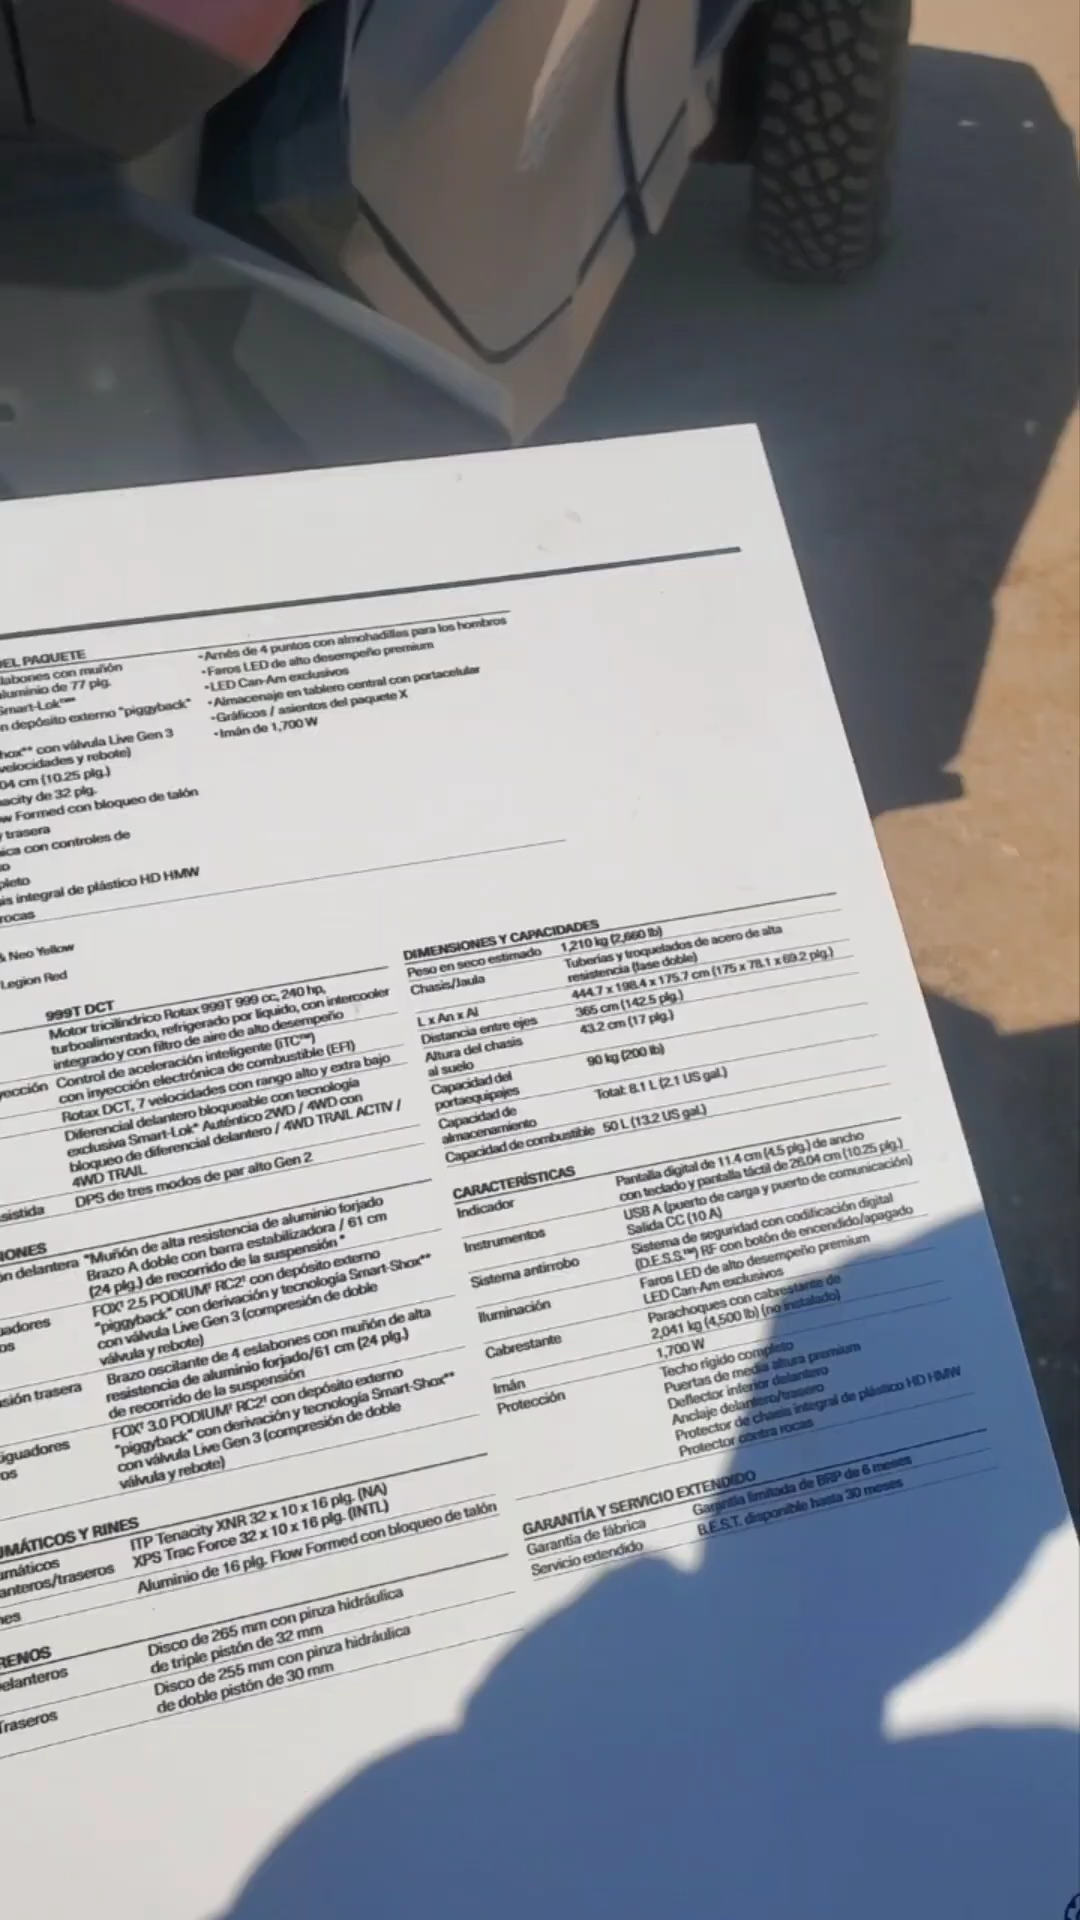 EL PAQUETE
labones con muñón
luminio de 77 plg.
Smart-Lok™*
n depósito externo "piggyback"
hox** con válvula Live Gen 3
velocidades y rebote)
04 cm (10.25 plg.)
nacity de 32 plg.
w Formed con bloqueo de talón
y trasera
nica con controles de
to
pleto
sis integral de plástico HD HMW
rocas
•Arnés de 4 puntos con almohadillas para los hombros
•Faros LED de alto desempeño premium
•LED Can-Am exclusivos
•Almacenaje en tablero central con portacelular
•Gráficos / asientos del paquete X
•Imán de 1,700 W
& Neo Yellow
Legion Red
999T DCT
Motor tricilíndrico Rotax 999T 999 cc, 240 hp,
turboalimentado, refrigerado por líquido, con intercooler
integrado y con filtro de aire de alto desempeño
yección Control de aceleración inteligente (iTC™)
con inyección electrónica de combustible (EFI)
Rotax DCT, 7 velocidades con rango alto y extra bajo
Diferencial delantero bloqueable con tecnología
exclusiva Smart-Lok* Auténtico 2WD / 4WD con
bloqueo de diferencial delantero / 4WD TRAIL ACTIV /
4WD TRAIL
sistida DPS de tres modos de par alto Gen 2
IONES
ón delantera "Muñón de alta resistencia de aluminio forjado
Brazo A doble con barra estabilizadora / 61 cm
(24 plg.) de recorrido de la suspensión"
uadores FOX† 2.5 PODIUM† RC2† con depósito externo
os "piggyback" con derivación y tecnología Smart-Shox**
con válvula Live Gen 3 (compresión de doble
válvula y rebote)
sión trasera Brazo oscilante de 4 eslabones con muñón de alta
resistencia de aluminio forjado/61 cm (24 plg.)
de recorrido de la suspensión
iguadores FOX† 3.0 PODIUM† RC2† con depósito externo
os "piggyback" con derivación y tecnología Smart-Shox**
con válvula Live Gen 3 (compresión de doble
válvula y rebote)
UMÁTICOS Y RINES
umáticos ITP Tenacity XNR 32 x 10 x 16 plg. (NA)
anteros/traseros XPS Trac Force 32 x 10 x 16 plg. (INTL)
nes Aluminio de 16 plg. Flow Formed con bloqueo de talón
RENOS
elanteros Disco de 265 mm con pinza hidráulica
de triple pistón de 32 mm
Traseros Disco de 255 mm con pinza hidráulica
de doble pistón de 30 mm
DIMENSIONES Y CAPACIDADES
Peso en seco estimado 1,210 kg (2,660 lb)
Chasis/Jaula Tuberías y troquelados de acero de alta
resistencia (fase doble)
L x An x Al 444.7 x 198.4 x 175.7 cm (175 x 78.1 x 69.2 plg.)
Distancia entre ejes 365 cm (142.5 plg.)
Altura del chasis 43.2 cm (17 plg.)
al suelo
Capacidad del 90 kg (200 lb)
portaequipajes
Capacidad de Total: 8.1 L (2.1 US gal.)
almacenamiento
Capacidad de combustible 50 L (13.2 US gal.)
CARACTERÍSTICAS
Indicador Pantalla digital de 11.4 cm (4.5 plg.) de ancho
con teclado y pantalla táctil de 26.04 cm (10.25 plg.)
Instrumentos USB A (puerto de carga y puerto de comunicación)
Salida CC (10 A)
Sistema antirrobo Sistema de seguridad con codificación digital
(D.E.S.S.™) RF con botón de encendido/apagado
Iluminación Faros LED de alto desempeño premium
LED Can-Am exclusivos
Cabrestante Parachoques con cabrestante de
2,041 kg (4,500 lb) (no instalado)
Imán 1,700 W
Protección Techo rígido completo
Puertas de media altura premium
Deflector inferior delantero
Anclaje delantero/trasero
Protector de chasis integral de plástico HD HMW
Protector contra rocas
GARANTÍA Y SERVICIO EXTENDIDO
Garantía de fábrica Garantía limitada de BRP de 6 meses
Servicio extendido B.E.S.T. disponible hasta 30 meses